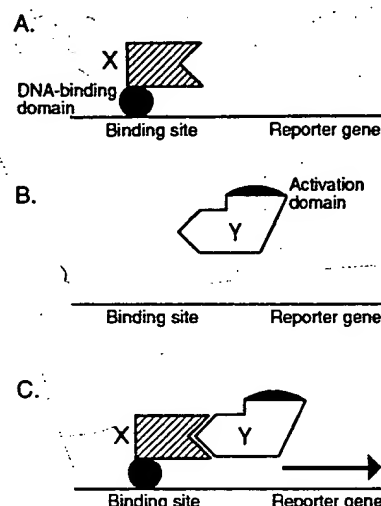 A.
X
DNA-binding
domain
Binding site Reporter gene
B.
Activation
domain
Y
Binding site Reporter gene
C.
X Y
Binding site Reporter gene